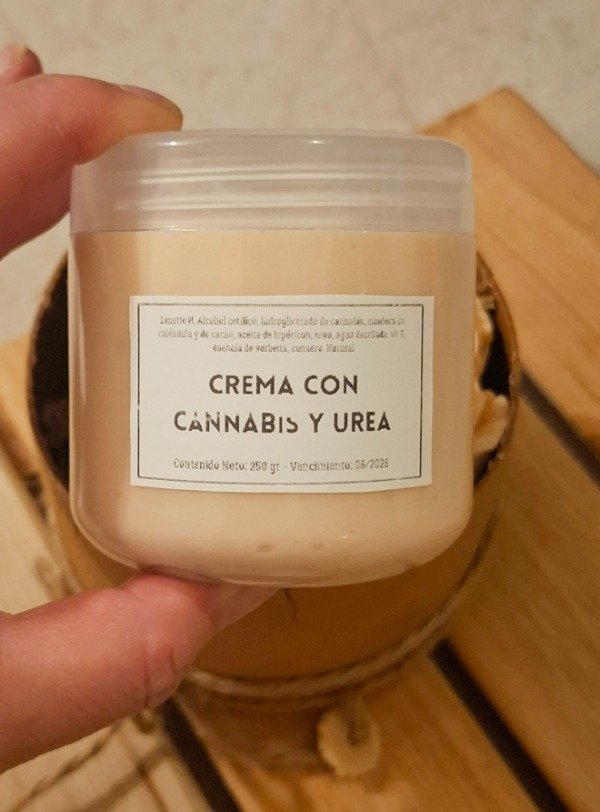 Lanette N. Alcohol cetílico, hidroglicerado de cannabis, manteca de
caléndula y de cacao, aceite de hipéricon, urea, agua destilada, vit E,
esencia de verbena, conserv. Natural
CREMA CON
CANNABIS Y UREA
Contenido Neto: 250 gr - Vencimiento: 06/2026